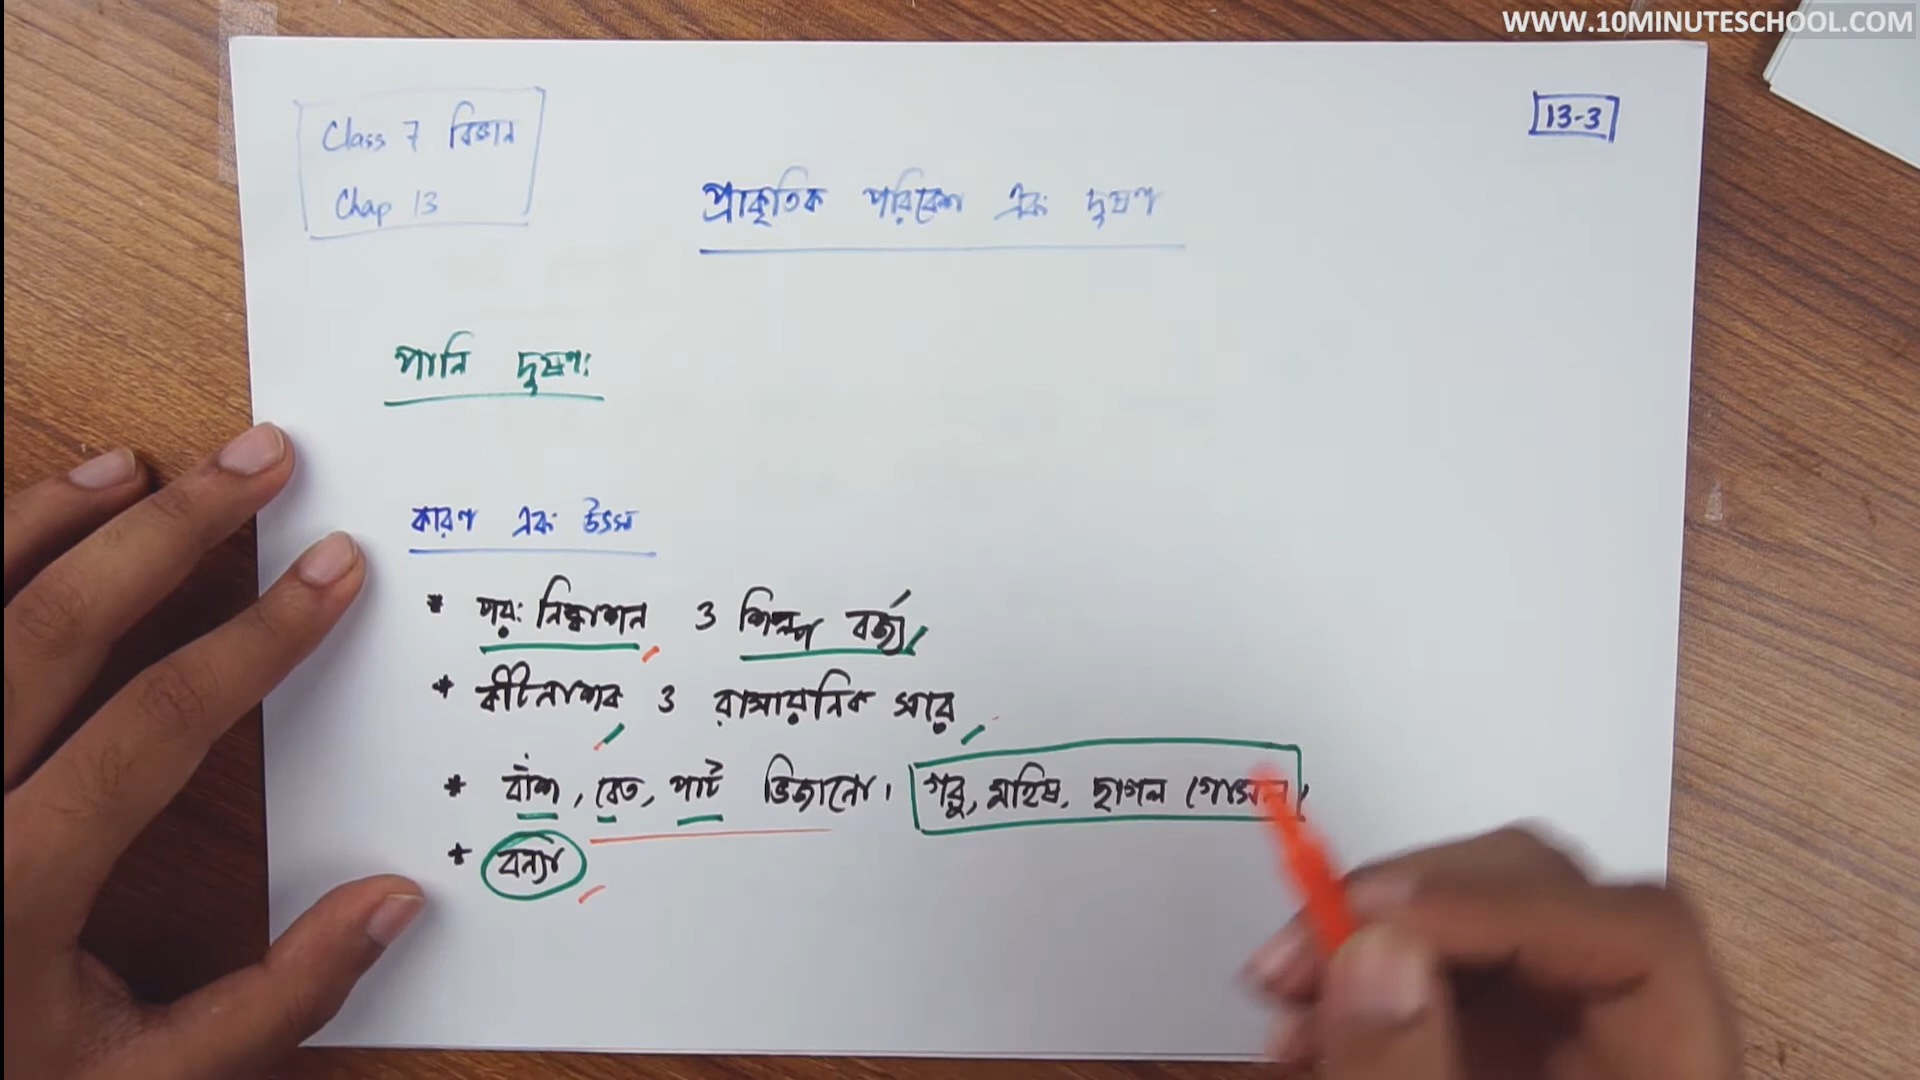 WWW.10MINUTESCHOOL.COM
Class 7 বিজ্ঞান
Chap 13
13-3
প্রাকৃতিক পরিবেশ এবং দূষণ
পানি দূষণ:
কারণ এবং উৎস
* পয়: নিষ্কাশন ও শিল্প বর্জ্য
* কীটনাশক ও রাসায়নিক সার
* বাঁশ, বেত, পাট ভিজানো। গরু, মহিষ, ছাগল গোসল।
* বন্যা